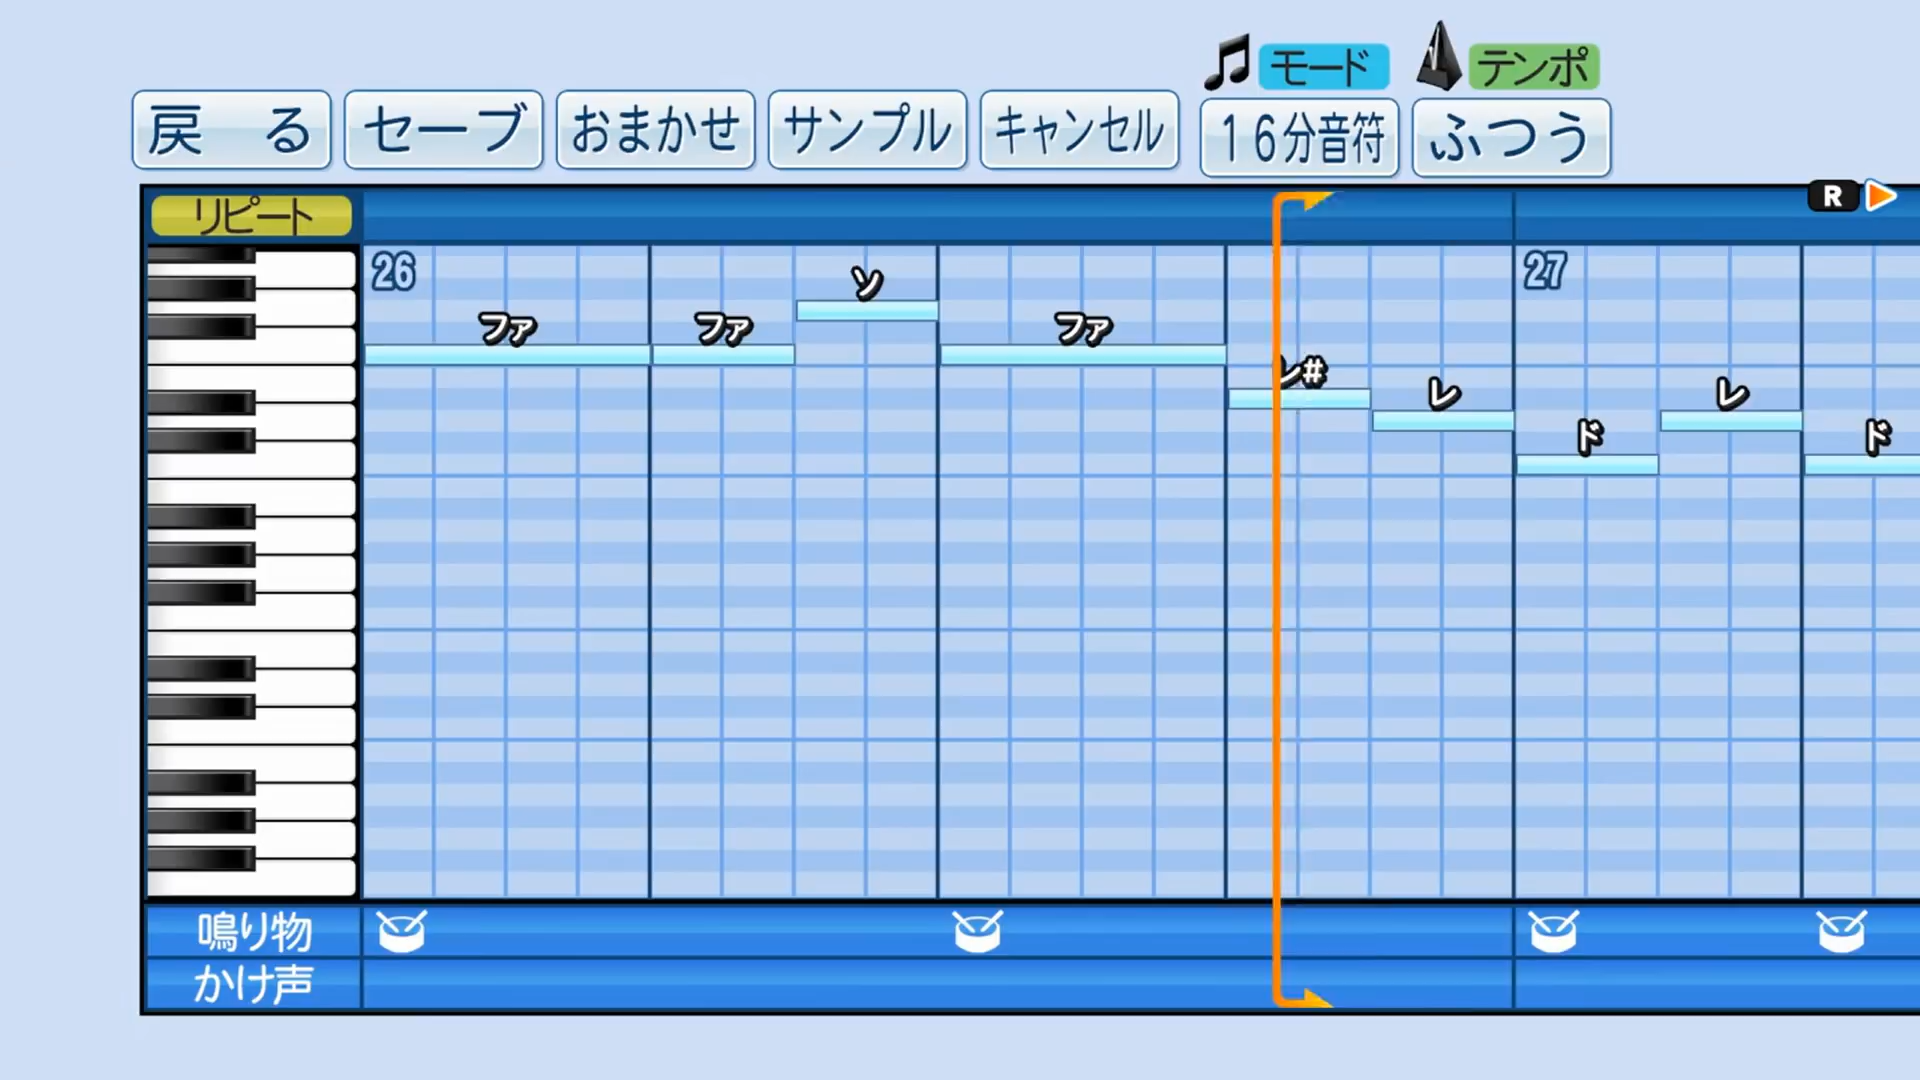 モード テンポ
戻る セーブ おまかせ サンプル キャンセル 16分音符 ふつう
リピート R
26 27
ソ
ファ ファ ファ
レ#
レ レ
ド ド
鳴り物
かけ声